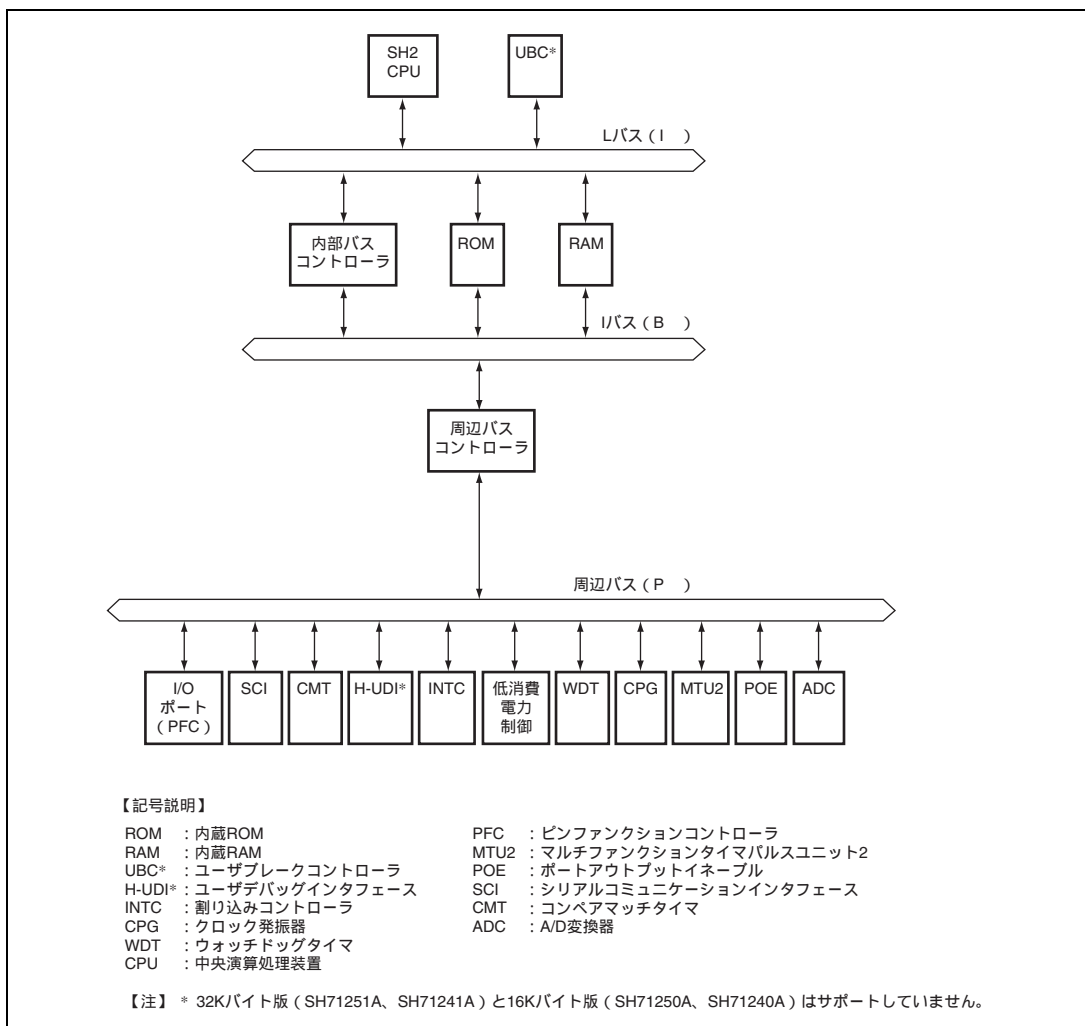 SH2
CPU
UBC*
Lバス（I　）
内部バス
コントローラ
ROM
RAM
Iバス（B　）
周辺バス
コントローラ
周辺バス（P　）
I/O
ポート
（PFC）
SCI
CMT
H-UDI*
INTC
低消費
電力
制御
WDT
CPG
MTU2
POE
ADC
【記号説明】
ROM　：内蔵ROM
RAM　：内蔵RAM
UBC*　：ユーザブレークコントローラ
H-UDI*：ユーザデバッグインタフェース
INTC　：割り込みコントローラ
CPG　：クロック発振器
WDT　：ウォッチドッグタイマ
CPU　：中央演算処理装置
PFC　：ピンファンクションコントローラ
MTU2　：マルチファンクションタイマパルスユニット2
POE　：ポートアウトプットイネーブル
SCI　：シリアルコミュニケーションインタフェース
CMT　：コンペアマッチタイマ
ADC　：A/D変換器
【注】 * 32Kバイト版（SH71251A、SH71241A）と16Kバイト版（SH71250A、SH71240A）はサポートしていません。